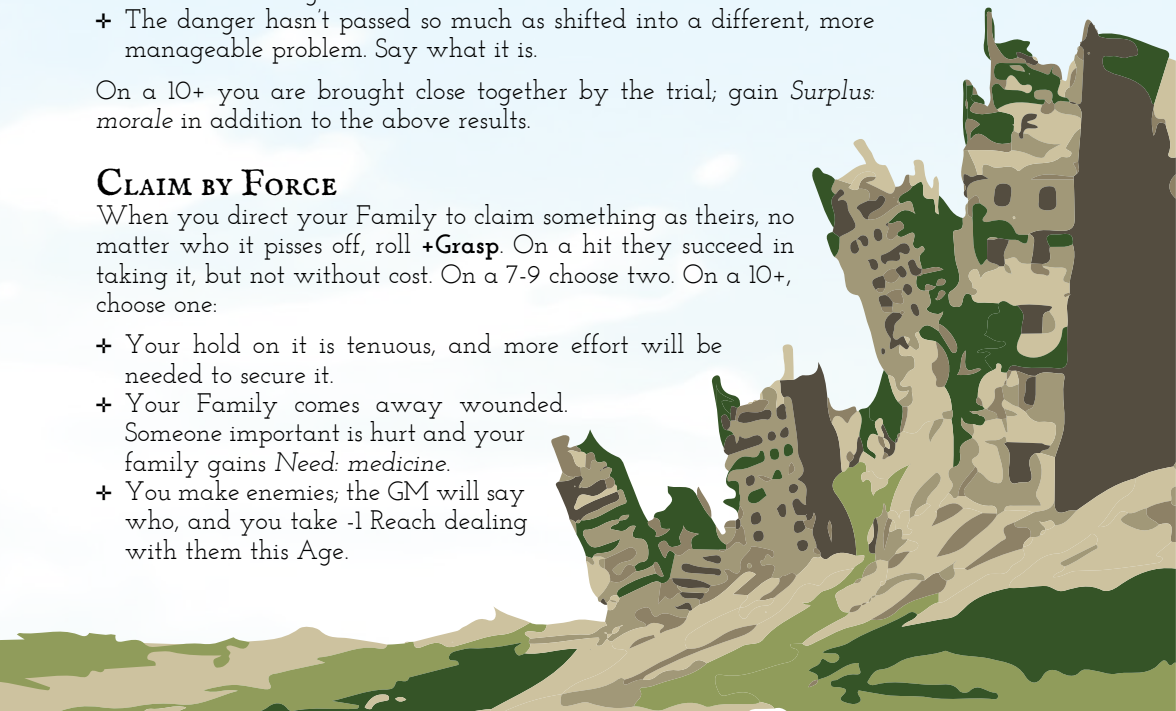 ✛ The danger hasn't passed so much as shifted into a different, more
manageable problem. Say what it is.
On a 10+ you are brought close together by the trial; gain Surplus:
morale in addition to the above results.
Claim by Force
When you direct your Family to claim something as theirs, no
matter who it pisses off, roll +Grasp. On a hit they succeed in
taking it, but not without cost. On a 7-9 choose two. On a 10+,
choose one:
✛ Your hold on it is tenuous, and more effort will be
needed to secure it.
✛ Your Family comes away wounded.
Someone important is hurt and your
family gains Need: medicine.
✛ You make enemies; the GM will say
who, and you take -1 Reach dealing
with them this Age.